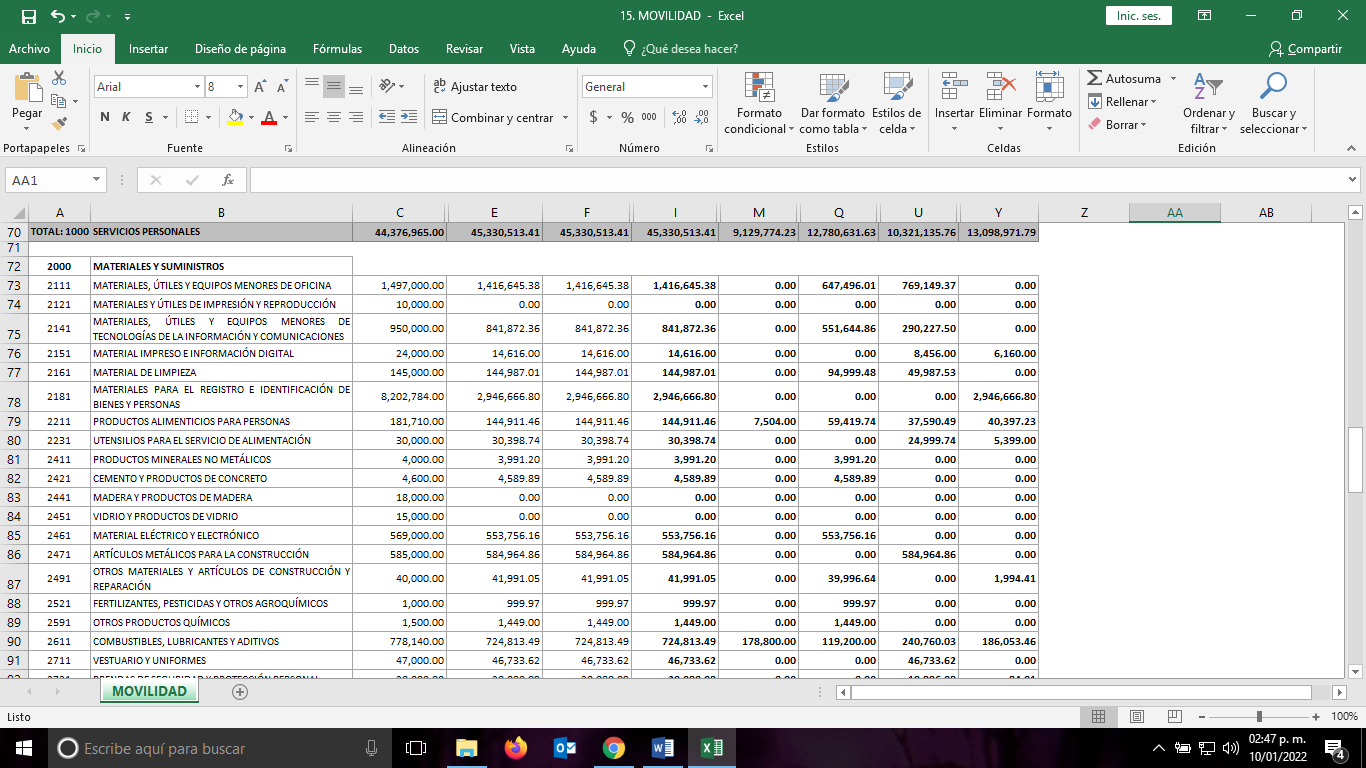 15. MOVILIDAD - Excel
Inic. ses.
Archivo Inicio Insertar Diseño de página Fórmulas Datos Revisar Vista Ayuda ¿Qué desea hacer? Compartir
Pegar
Arial 8
N K S
Ajustar texto
Combinar y centrar
General
$ % 000
Formato condicional
Dar formato como tabla
Estilos de celda
Insertar Eliminar Formato
Autosuma
Rellenar
Borrar
Ordenar y filtrar
Buscar y seleccionar
Portapapeles Fuente Alineación Número Estilos Celdas Edición
AA1 fx
A B C E F I M Q U Y Z AA AB
70 TOTAL: 1000 SERVICIOS PERSONALES 44,376,965.00 45,330,513.41 45,330,513.41 45,330,513.41 9,129,774.23 12,780,631.63 10,321,135.76 13,098,971.79
71
72 2000 MATERIALES Y SUMINISTROS
73 2111 MATERIALES, ÚTILES Y EQUIPOS MENORES DE OFICINA 1,497,000.00 1,416,645.38 1,416,645.38 1,416,645.38 0.00 647,496.01 769,149.37 0.00
74 2121 MATERIALES Y ÚTILES DE IMPRESIÓN Y REPRODUCCIÓN 10,000.00 0.00 0.00 0.00 0.00 0.00 0.00 0.00
75 2141 MATERIALES, ÚTILES Y EQUIPOS MENORES DE TECNOLOGÍAS DE LA INFORMACIÓN Y COMUNICACIONES 950,000.00 841,872.36 841,872.36 841,872.36 0.00 551,644.86 290,227.50 0.00
76 2151 MATERIAL IMPRESO E INFORMACIÓN DIGITAL 24,000.00 14,616.00 14,616.00 14,616.00 0.00 0.00 8,456.00 6,160.00
77 2161 MATERIAL DE LIMPIEZA 145,000.00 144,987.01 144,987.01 144,987.01 0.00 94,999.48 49,987.53 0.00
78 2181 MATERIALES PARA EL REGISTRO E IDENTIFICACIÓN DE BIENES Y PERSONAS 8,202,784.00 2,946,666.80 2,946,666.80 2,946,666.80 0.00 0.00 0.00 2,946,666.80
79 2211 PRODUCTOS ALIMENTICIOS PARA PERSONAS 181,710.00 144,911.46 144,911.46 144,911.46 7,504.00 59,419.74 37,590.49 40,397.23
80 2231 UTENSILIOS PARA EL SERVICIO DE ALIMENTACIÓN 30,000.00 30,398.74 30,398.74 30,398.74 0.00 0.00 24,999.74 5,399.00
81 2411 PRODUCTOS MINERALES NO METÁLICOS 4,000.00 3,991.20 3,991.20 3,991.20 0.00 3,991.20 0.00 0.00
82 2421 CEMENTO Y PRODUCTOS DE CONCRETO 4,600.00 4,589.89 4,589.89 4,589.89 0.00 4,589.89 0.00 0.00
83 2441 MADERA Y PRODUCTOS DE MADERA 18,000.00 0.00 0.00 0.00 0.00 0.00 0.00 0.00
84 2451 VIDRIO Y PRODUCTOS DE VIDRIO 15,000.00 0.00 0.00 0.00 0.00 0.00 0.00 0.00
85 2461 MATERIAL ELÉCTRICO Y ELECTRÓNICO 569,000.00 553,756.16 553,756.16 553,756.16 0.00 553,756.16 0.00 0.00
86 2471 ARTÍCULOS METÁLICOS PARA LA CONSTRUCCIÓN 585,000.00 584,964.86 584,964.86 584,964.86 0.00 0.00 584,964.86 0.00
87 2491 OTROS MATERIALES Y ARTÍCULOS DE CONSTRUCCIÓN Y REPARACIÓN 40,000.00 41,991.05 41,991.05 41,991.05 0.00 39,996.64 0.00 1,994.41
88 2521 FERTILIZANTES, PESTICIDAS Y OTROS AGROQUÍMICOS 1,000.00 999.97 999.97 999.97 0.00 999.97 0.00 0.00
89 2591 OTROS PRODUCTOS QUÍMICOS 1,500.00 1,449.00 1,449.00 1,449.00 0.00 1,449.00 0.00 0.00
90 2611 COMBUSTIBLES, LUBRICANTES Y ADITIVOS 778,140.00 724,813.49 724,813.49 724,813.49 178,800.00 119,200.00 240,760.03 186,053.46
91 2711 VESTUARIO Y UNIFORMES 47,000.00 46,733.62 46,733.62 46,733.62 0.00 0.00 46,733.62 0.00
MOVILIDAD
Listo 100%
Escribe aquí para buscar
02:47 p. m.
10/01/2022
4